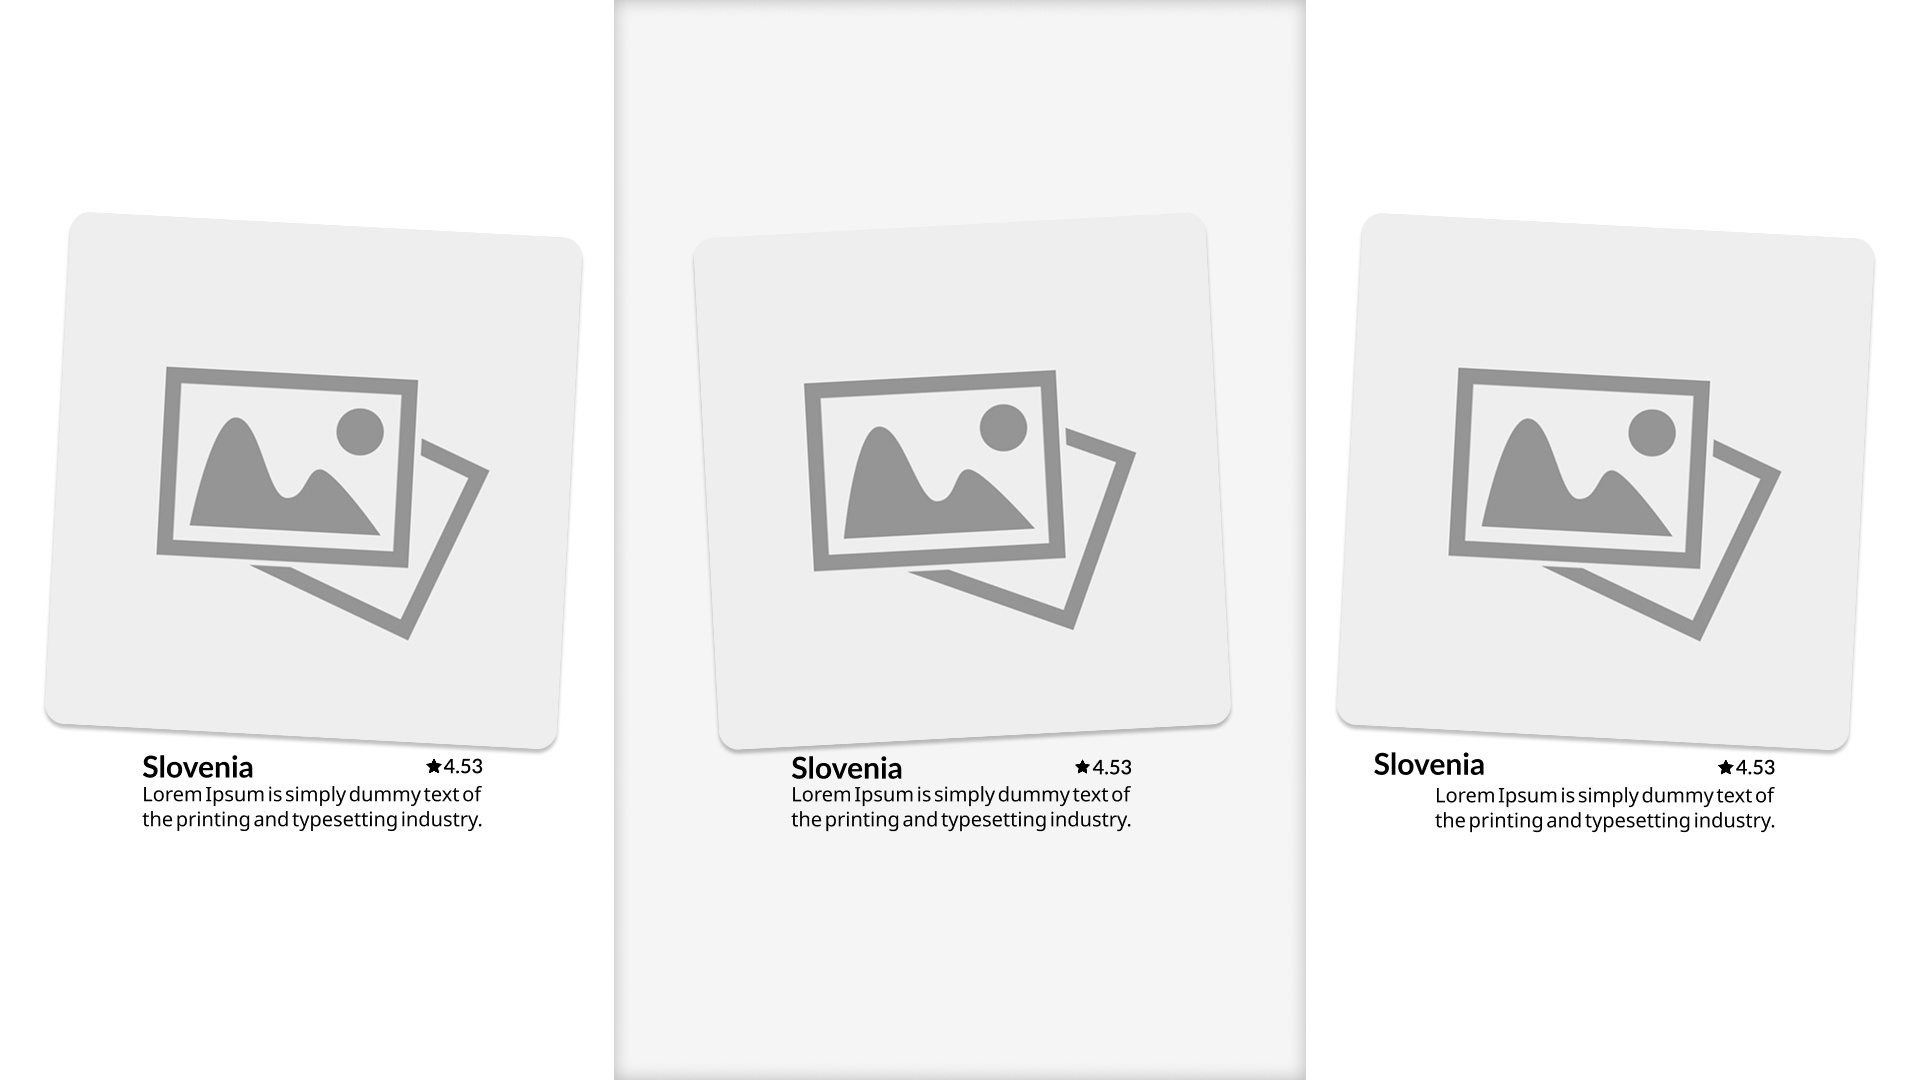 Slovenia ★4.53
Lorem Ipsum is simply dummy text of
the printing and typesetting industry.
Slovenia ★4.53
Lorem Ipsum is simply dummy text of
the printing and typesetting industry.
Slovenia ★4.53
Lorem Ipsum is simply dummy text of
the printing and typesetting industry.